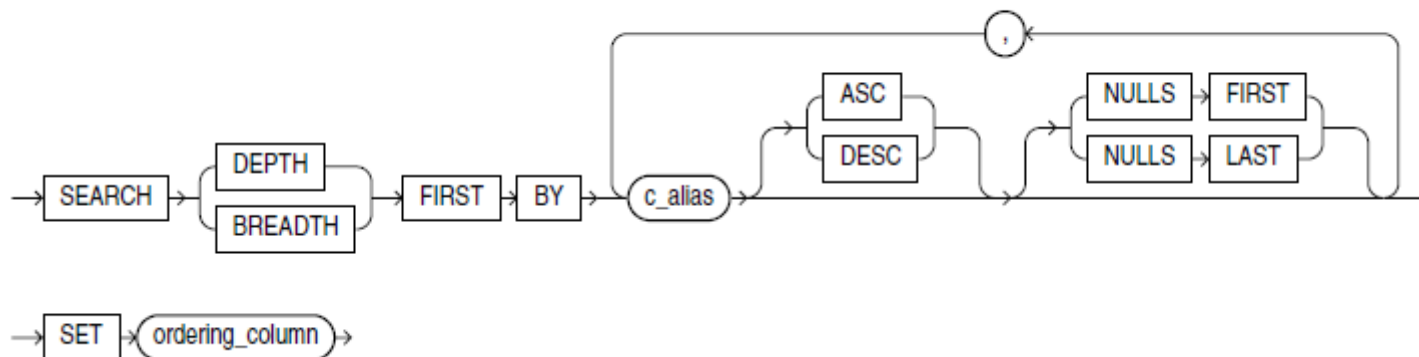 ,
ASC NULLS FIRST
DEPTH DESC NULLS LAST
SEARCH FIRST BY c_alias
BREADTH
SET ordering_column